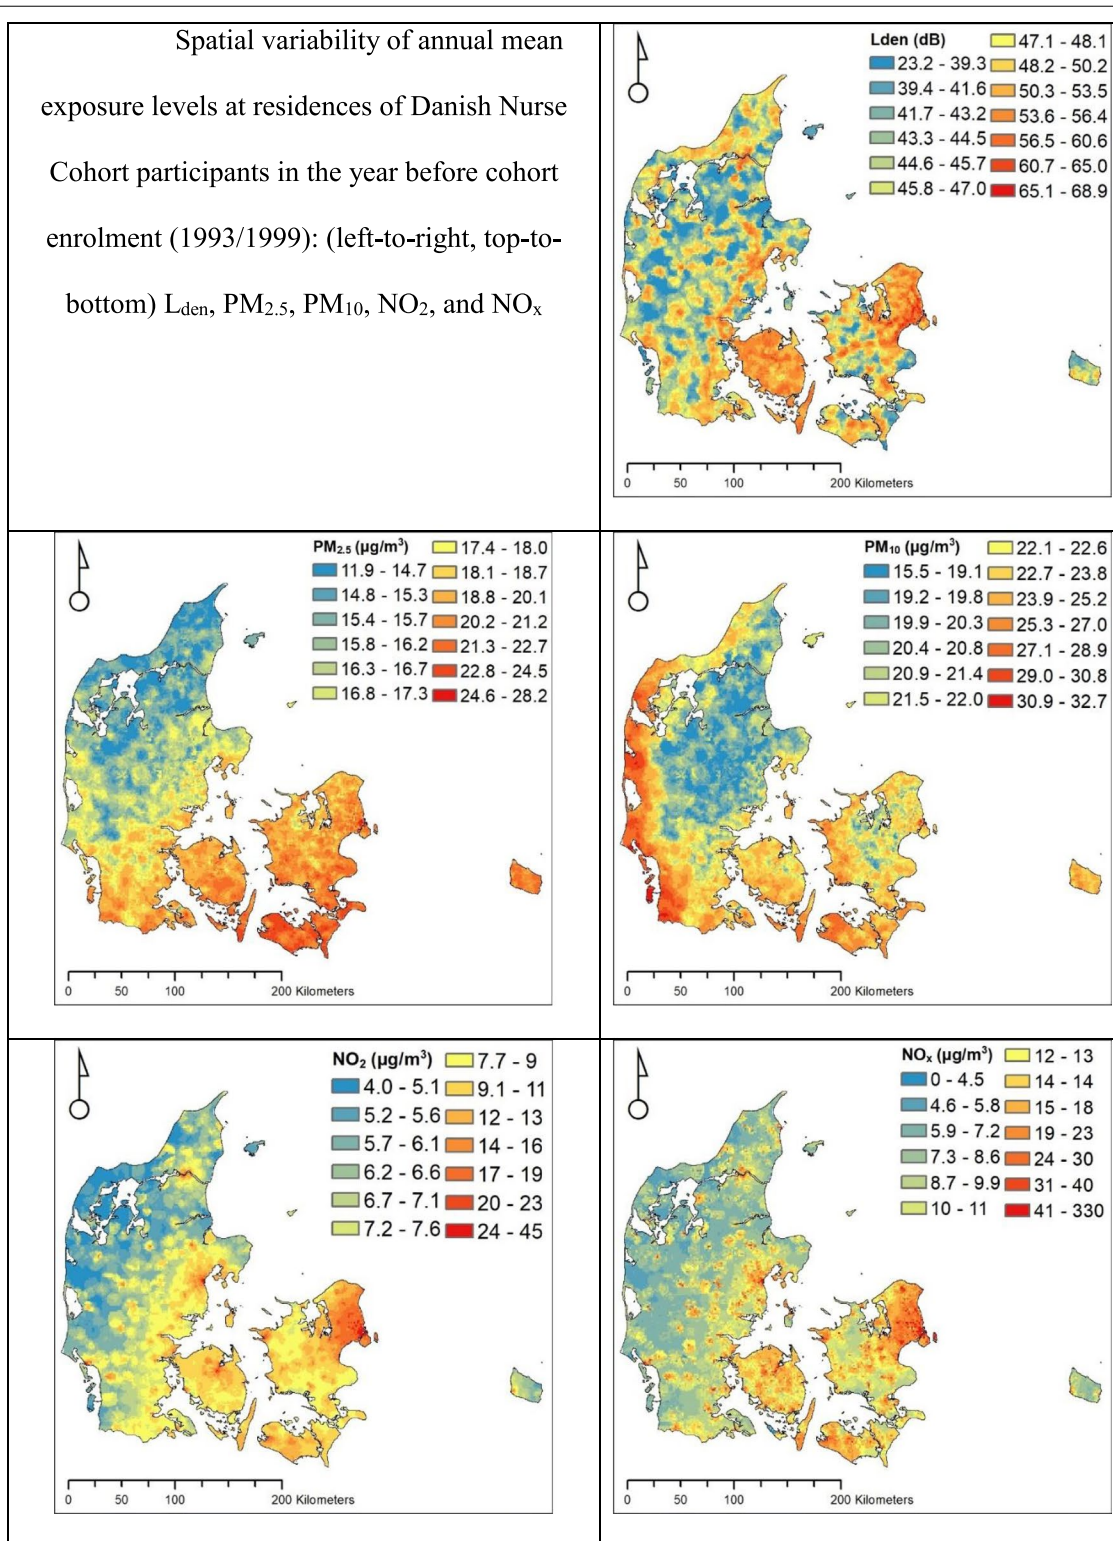 Spatial variability of annual mean
exposure levels at residences of Danish Nurse
Cohort participants in the year before cohort
enrolment (1993/1999): (left-to-right, top-to-
bottom) Lden, PM2.5, PM10, NO2, and NOx
Lden (dB)
23.2 - 39.3
39.4 - 41.6
41.7 - 43.2
43.3 - 44.5
44.6 - 45.7
45.8 - 47.0
47.1 - 48.1
48.2 - 50.2
50.3 - 53.5
53.6 - 56.4
56.5 - 60.6
60.7 - 65.0
65.1 - 68.9
0 50 100 200 Kilometers
PM2.5 (µg/m³)
11.9 - 14.7
14.8 - 15.3
15.4 - 15.7
15.8 - 16.2
16.3 - 16.7
16.8 - 17.3
17.4 - 18.0
18.1 - 18.7
18.8 - 20.1
20.2 - 21.2
21.3 - 22.7
22.8 - 24.5
24.6 - 28.2
0 50 100 200 Kilometers
PM10 (µg/m³)
15.5 - 19.1
19.2 - 19.8
19.9 - 20.3
20.4 - 20.8
20.9 - 21.4
21.5 - 22.0
22.1 - 22.6
22.7 - 23.8
23.9 - 25.2
25.3 - 27.0
27.1 - 28.9
29.0 - 30.8
30.9 - 32.7
0 50 100 200 Kilometers
NO2 (µg/m³)
4.0 - 5.1
5.2 - 5.6
5.7 - 6.1
6.2 - 6.6
6.7 - 7.1
7.2 - 7.6
7.7 - 9
9.1 - 11
12 - 13
14 - 16
17 - 19
20 - 23
24 - 45
0 50 100 200 Kilometers
NOx (µg/m³)
0 - 4.5
4.6 - 5.8
5.9 - 7.2
7.3 - 8.6
8.7 - 9.9
10 - 11
12 - 13
14 - 14
15 - 18
19 - 23
24 - 30
31 - 40
41 - 330
0 50 100 200 Kilometers